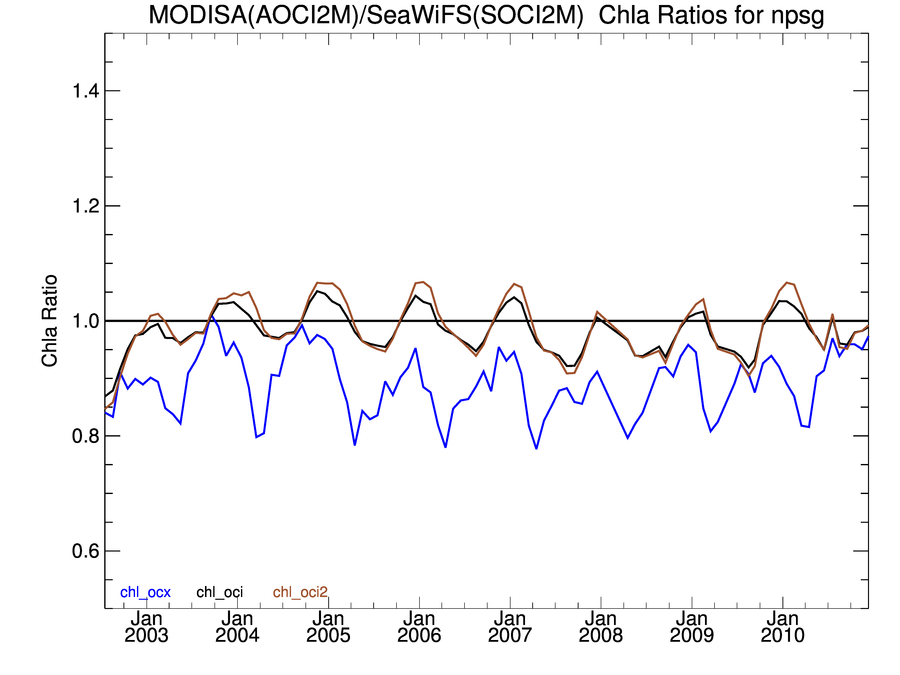 MODISA(AOCI2M)/SeaWiFS(SOCI2M)  Chla Ratios for npsg
Chla Ratio
1.4
1.2
1.0
0.8
0.6
chl_ocx chl_oci chl_oci2
Jan Jan Jan Jan Jan Jan Jan Jan
2003 2004 2005 2006 2007 2008 2009 2010